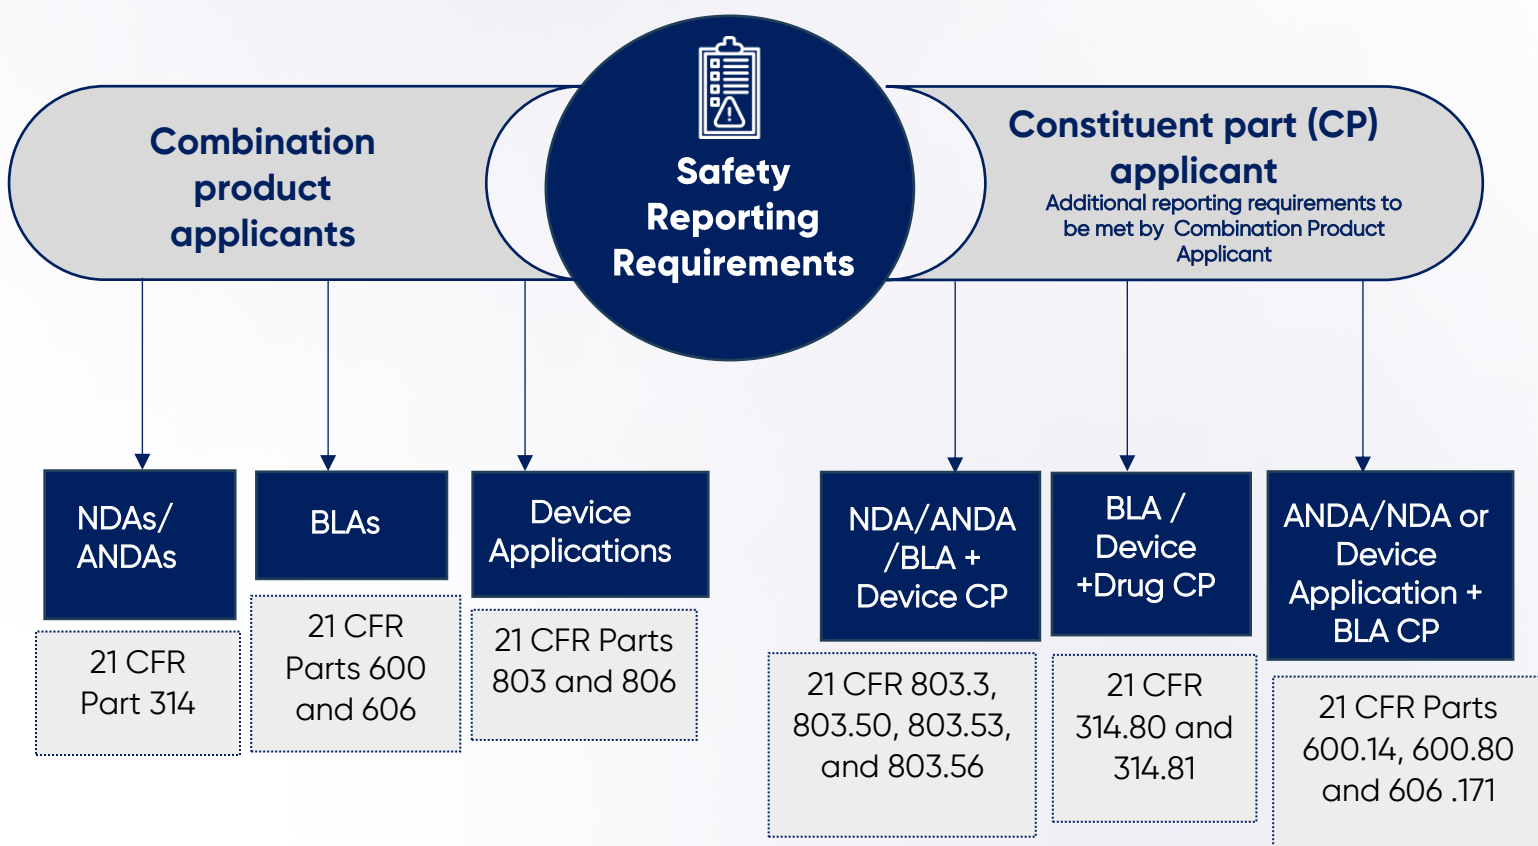 Safety
Reporting
Requirements
Combination
product
applicants
Constituent part (CP)
applicant
Additional reporting requirements to
be met by Combination Product
Applicant
NDAs/
ANDAs
21 CFR
Part 314
BLAs
21 CFR
Parts 600
and 606
Device
Applications
21 CFR Parts
803 and 806
NDA/ANDA
/BLA +
Device CP
21 CFR 803.3,
803.50, 803.53,
and 803.56
BLA /
Device
+Drug CP
21 CFR
314.80 and
314.81
ANDA/NDA or
Device
Application +
BLA CP
21 CFR Parts
600.14, 600.80
and 606 .171